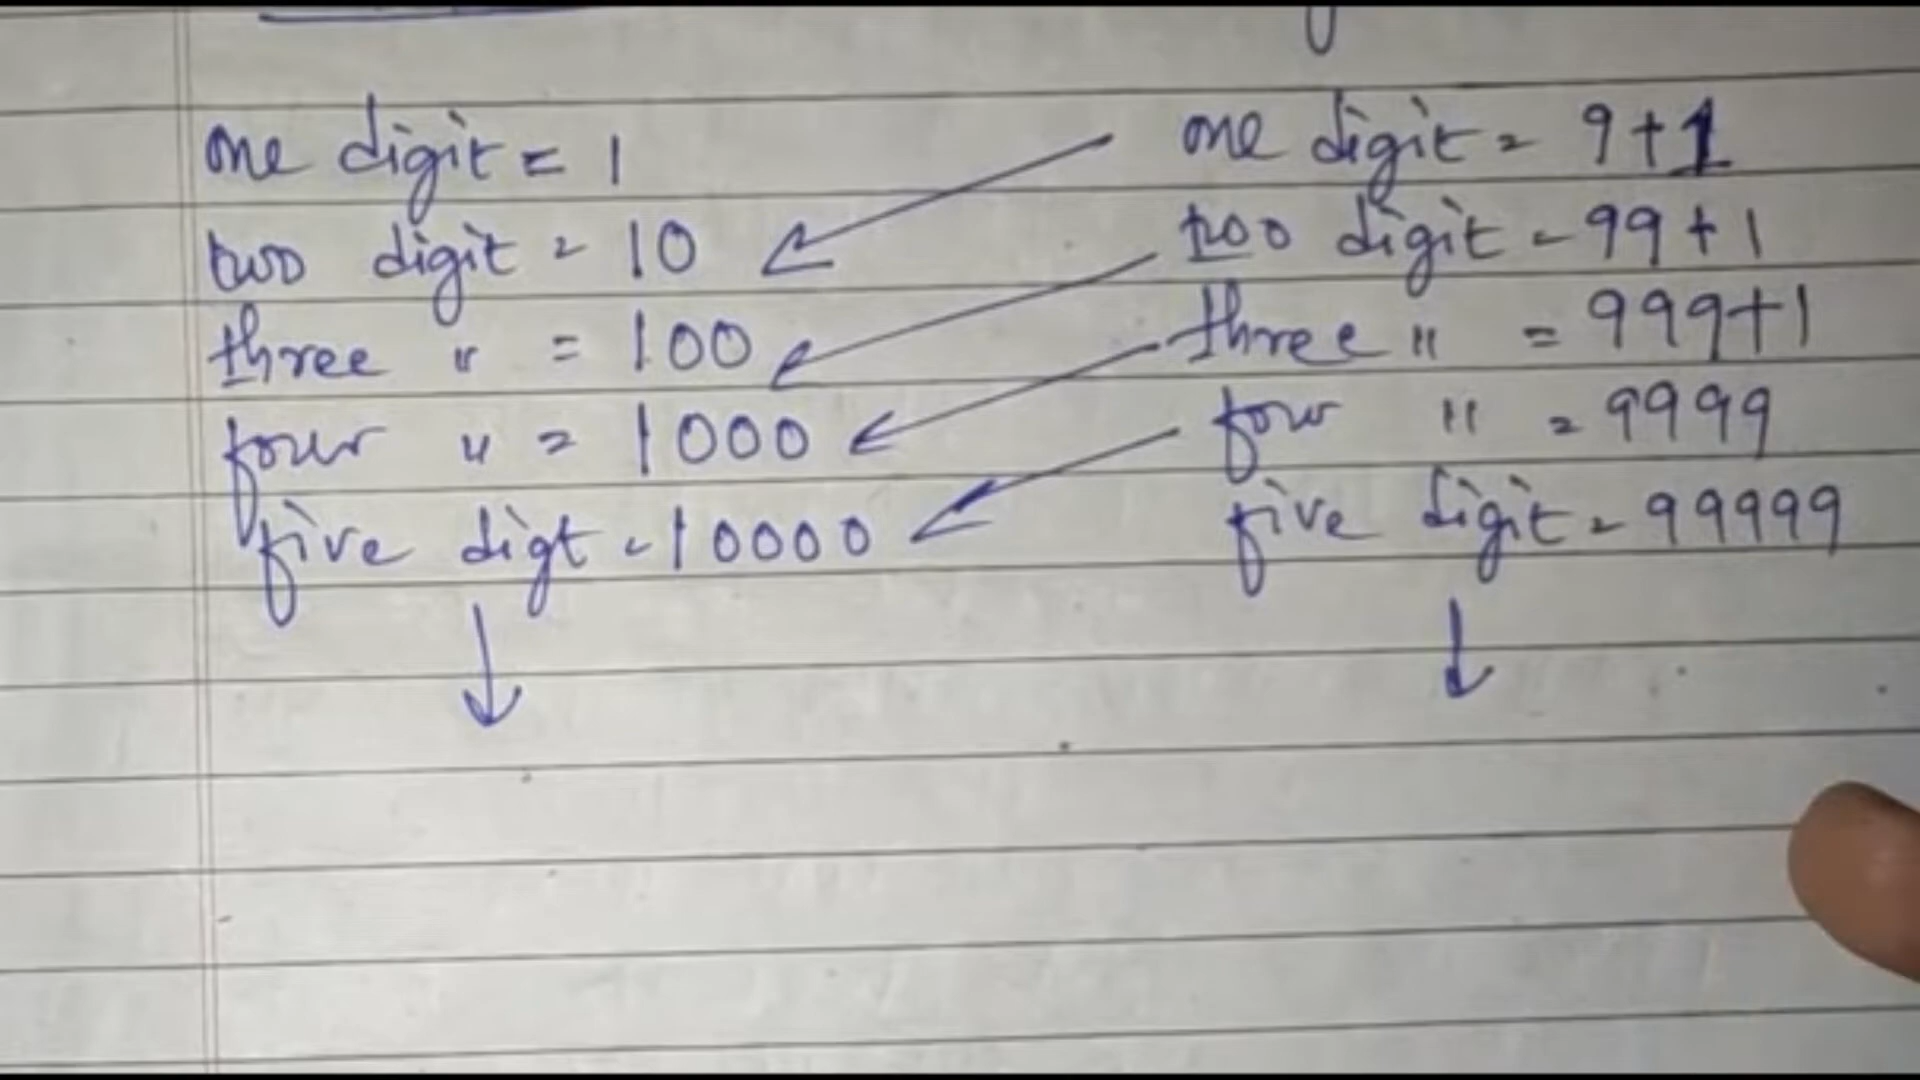 one digit = 1
two digit = 10
three " = 100
four " = 1000
five digt = 10000
one digit = 9+1
two digit = 99+1
three " = 999+1
four " = 9999
five digit = 99999